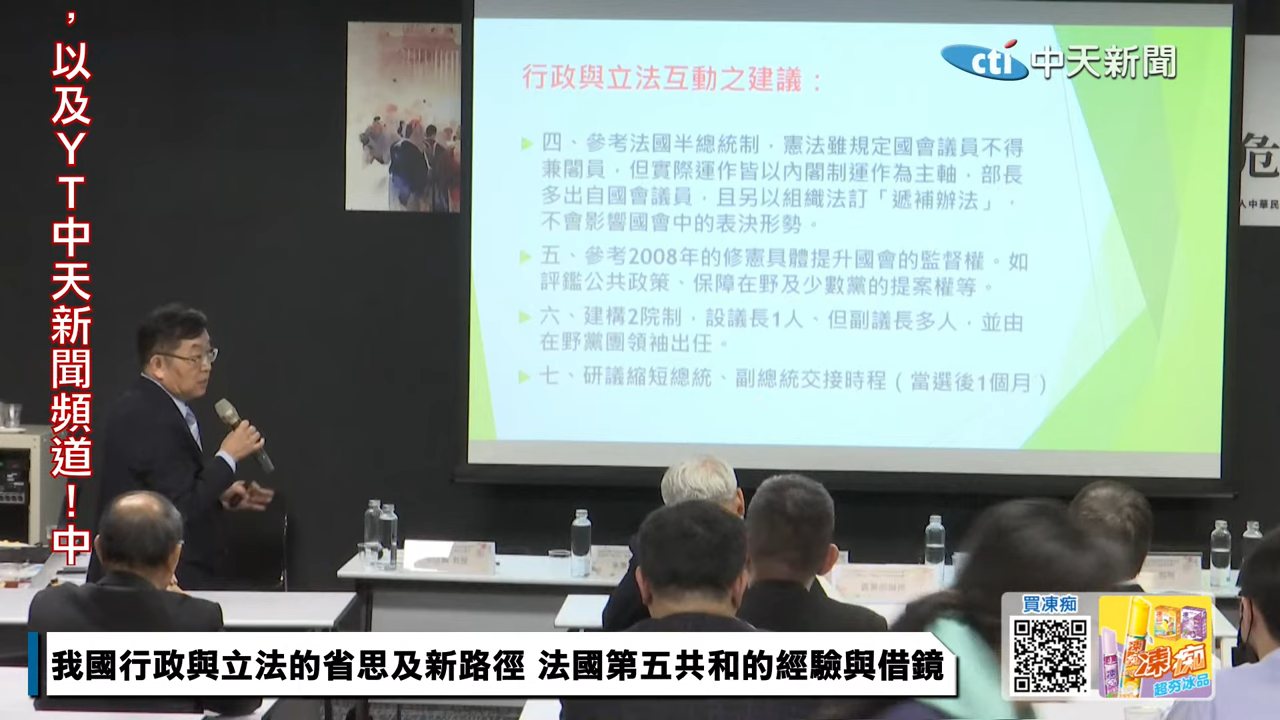 ，以及ＹＴ中天新聞頻道！中
cti 中天新聞
行政與立法互動之建議：
四、參考法國半總統制，憲法雖規定國會議員不得
兼閣員，但實際運作皆以內閣制運作為主軸，部長
多出自國會議員，且另以組織法訂「遞補辦法」，
不會影響國會中的表決形勢。
五、參考2008年的修憲具體提升國會的監督權。如
評鑑公共政策、保障在野及少數黨的提案權等。
六、建構2院制，設議長1人、但副議長多人，並由
在野黨團領袖出任。
七、研議縮短總統、副總統交接時程（當選後1個月）
危
人中華民
買凍痴
凍痴
超夯冰品
我國行政與立法的省思及新路徑 法國第五共和的經驗與借鏡